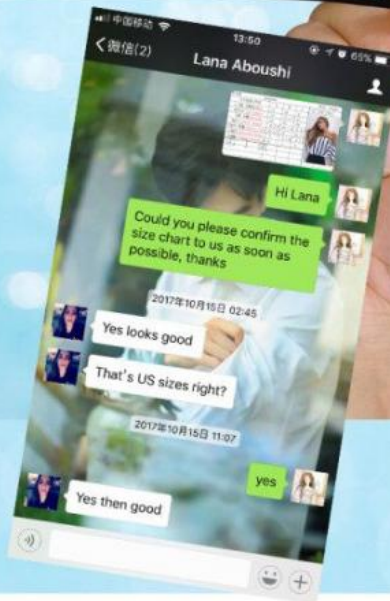 中国移动
13:50
65%
微信(2)
Lana Aboushi
Hi Lana
Could you please confirm the
size chart to us as soon as
possible, thanks
2017年10月15日 02:45
Yes looks good
That's US sizes right?
2017年10月15日 11:07
yes
Yes then good